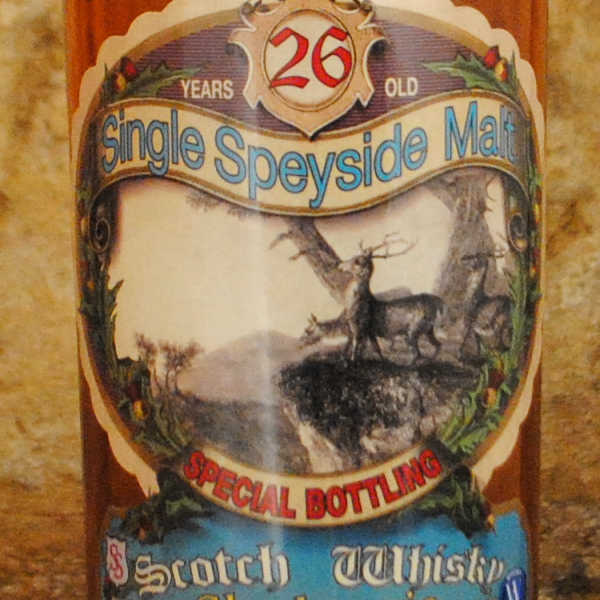 26
YEARS OLD
Single Speyside Malt
SPECIAL BOTTLING
Scotch Whisky